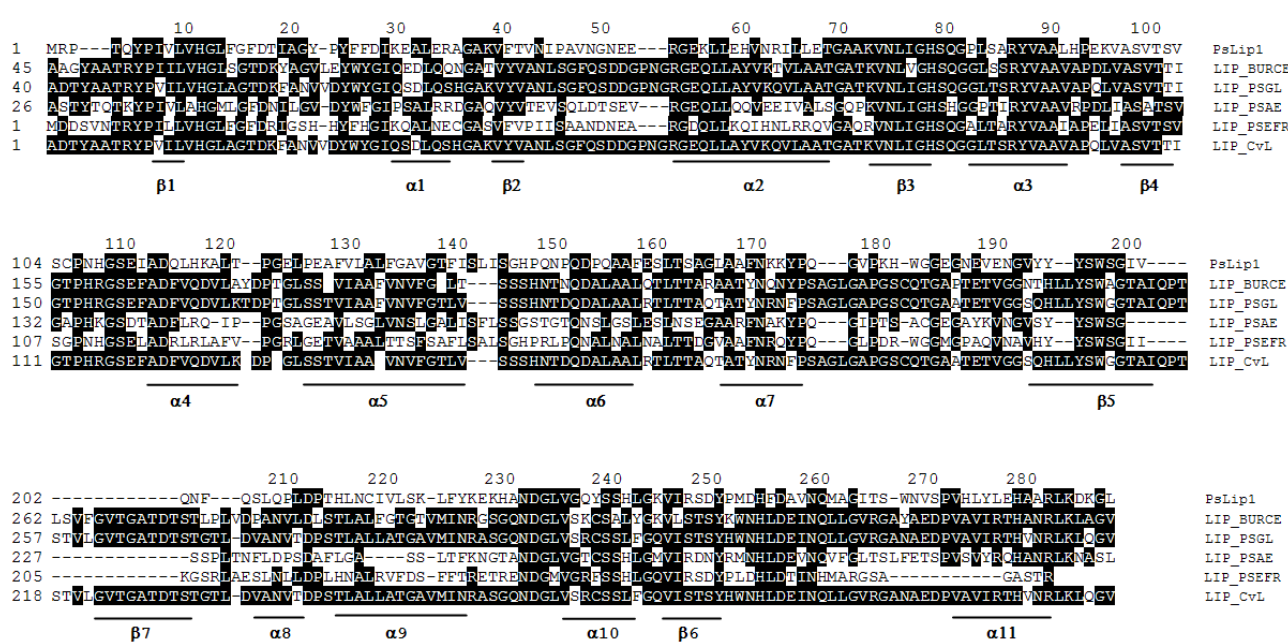 10 20 30 40 50 60 70 80 90 100
1 MRP---TQYPIVLVHGLFGFDTIAGY-PYFFDIKEALERAGAKVFTVNIPAVNGNEE---RGEKLLEHVNRILLETGAAKVNLIGHSQGPLSARYVAALHPEKVASVTSV PsLip1
45 AAGYAATRYPIILVHGLSGTDKYAGVLEYWYGIQEDLQQNGATVYVANLSGFQSDDGPNGRGEQLLAYVKTVLAATGATKVNLVGHSQGGLSSRYVAAVAPDLVASVTTI LIP_BURCE
40 ADTYAATRYPVILVHGLAGTDKFANVVDYWYGIQSDLQSHGAKVYVANLSGFQSDDGPNGRGEQLLAYVKQVLAATGATKVNLIGHSQGGLTSRYVAAVAPQLVASVTTI LIP_PSGL
26 ASTYTQTKYPIVLAHGMLGFDNILGV-DYWFGIPSALRRDGAQVYVTEVSQLDTSEV---RGEQLLQQVEEIVALSGQPKVNLIGHSHGGPTIRYVAAVRPDLIASATSV LIP_PSAE
1 MDDSVNTRYPILLVHGLFGFDRIGSH-HYFHGIKQALNECGASVFVPIISAANDNEA---RGDQLLKQIHNLRRQVGAQRVNLIGHSQGALTARYVAAIAPELIASVTSV LIP_PSEFR
1 ADTYAATRYPVILVHGLAGTDKFANVVDYWYGIQSDLQSHGAKVYVANLSGFQSDDGPNGRGEQLLAYVKQVLAATGATKVNLIGHSQGGLTSRYVAAVAPQLVASVTTI LIP_CvL
β1 α1 β2 α2 β3 α3 β4
110 120 130 140 150 160 170 180 190 200
104 SCPNHGSEIADQLHKALT--PGELPEAFVLALFGAVGTFISLISGHPQNPQDPQAAFESLTSAGLAAFNKKYPQ---GVPKH-WGGEGNEVENGVYY--YSWSGIV---- PsLip1
155 GTPHRGSEFADFVQDVLAYDPTGLSS--VIAAFVNVFG-LT---SSSHNTNQDALAALQTLTTARAATYNQNYPSAGLGAPGSCQTGAPTETVGGNTHLLYSWAGTAIQPT LIP_BURCE
150 GTPHRGSEFADFVQDVLKTDPTGLSSTVIAAFVNVFGTLV---SSSHNTDQDALAALRTLTTAQTATYNRNFPSAGLGAPGSCQTGAATETVGGSQHLLYSWGGTAIQPT LIP_PSGL
132 GAPHKGSDTADFLRQ-IP--PGSAGEAVLSGLVNSLGALISFLSSGSTGTQNSLGSLESLNSEGAARFNAKYPQ---GIPTS-ACGEGAYKVNGVSY--YSWSG------ LIP_PSAE
107 SGPNHGSELADRLRLAFV--PGRLGETVAAALTTSFSAFLSALSGHPRLPQNALNALNALTTDGVAAFNRQYPQ---GLPDR-WGGMGPAQVNAVHY--YSWSGII---- LIP_PSEFR
111 GTPHRGSEFADFVQDVLK-DP-GLSSTVIAA-FVNVFGTLV---SSSHNTDQDALAALRTLTTAQTATYNRNFPSAGLGAPGSCQTGAATETVGGSQHLLYSWGGTAIQPT LIP_CvL
α4 α5 α6 α7 β5
210 220 230 240 250 260 270 280
202 -------------QNF---QSLQPLDPTHLNCIVLSK-LFYKEKHANDGLVGQYSSHLGKVIRSDYPMDHFDAVNQMAGITS-WNVSPVHLYLEHAARLKDKGL PsLip1
262 LSVFGVTGATDTSTLPLVDPANVLDLSTLALFGTGTVMINRGSGQNDGLVSKCSALYGKVLSTSYKWNHLDEINQLLGVRGAYAEDPVAVIRTHANRLKLAGV LIP_BURCE
257 STVLGVTGATDTSTGTL-DVANVTDPSTLALLATGAVMINRASGQNDGLVSRCSSLFGQVISTSYHWNHLDEINQLLGVRGANAEDPVAVIRTHVNRLKLQGV LIP_PSGL
227 -------------SSPLTNFLDPSDAFLGA---SSLTFKNGTANDGLVGTCSSHLGMVIRDNYRMNHLDEVNQVFGLTSLFETSPVSVYRQHANRLKNASL LIP_PSAE
205 -------------KGSRLAESLNLLDPLHNALRVFDS-FFTRETRENDGMVGRFSSHLGQVIRSDYPLDHLDTINHMARGSA------------GASTR LIP_PSEFR
218 STVLGVTGATDTSTGTL-DVANVTDPSTLALLATGAVMINRASGQNDGLVSRCSSLFGQVISTSYHWNHLDEINQLLGVRGANAEDPVAVIRTHVNRLKLQGV LIP_CvL
β7 α8 α9 α10 β6 α11